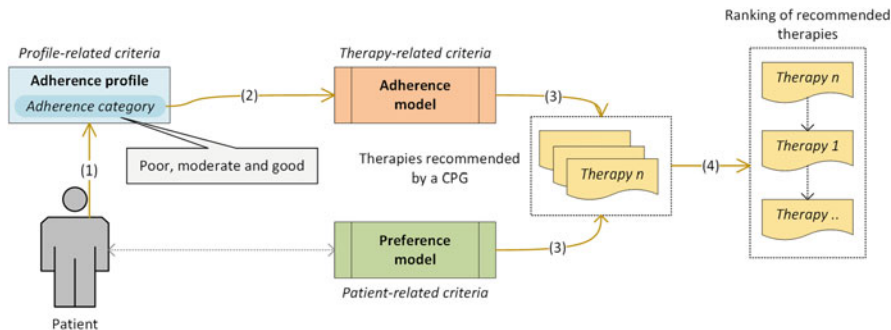 Ranking of recommended
therapies
Profile-related criteria
Therapy-related criteria
Adherence profile
Adherence category
(2)
Adherence
model
(3)
Therapy n
(1)
Poor, moderate and good
Therapies recommended
by a CPG
Therapy n
(4)
Therapy 1
Preference
model
(3)
Therapy ..
Patient-related criteria
Patient